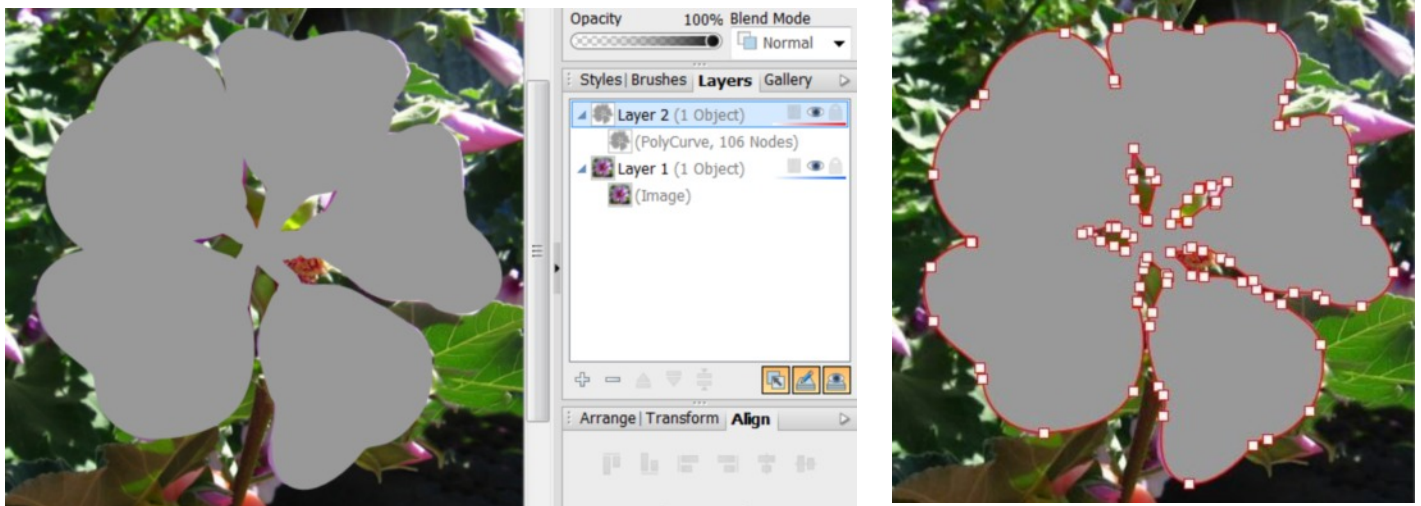 Opacity 100% Blend Mode
Normal
Styles Brushes Layers Gallery
Layer 2 (1 Object)
(PolyCurve, 106 Nodes)
Layer 1 (1 Object)
(Image)
Arrange Transform Align